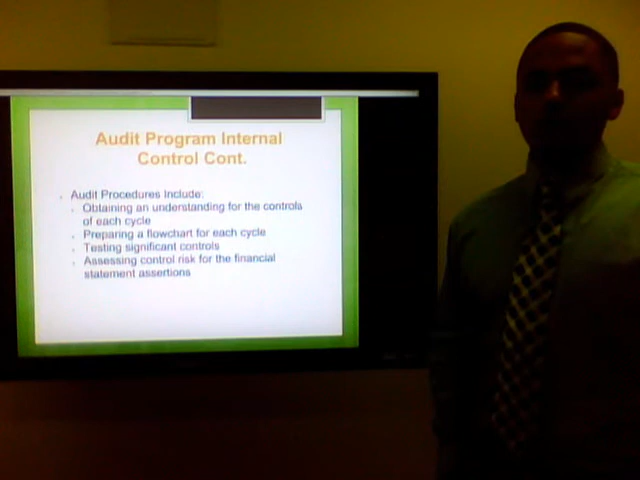 Audit Program Internal
Control Cont.
Audit Procedures Include:
Obtaining an understanding for the controls
of each cycle
Preparing a flowchart for each cycle
Testing significant controls
Assessing control risk for the financial
statement assertions